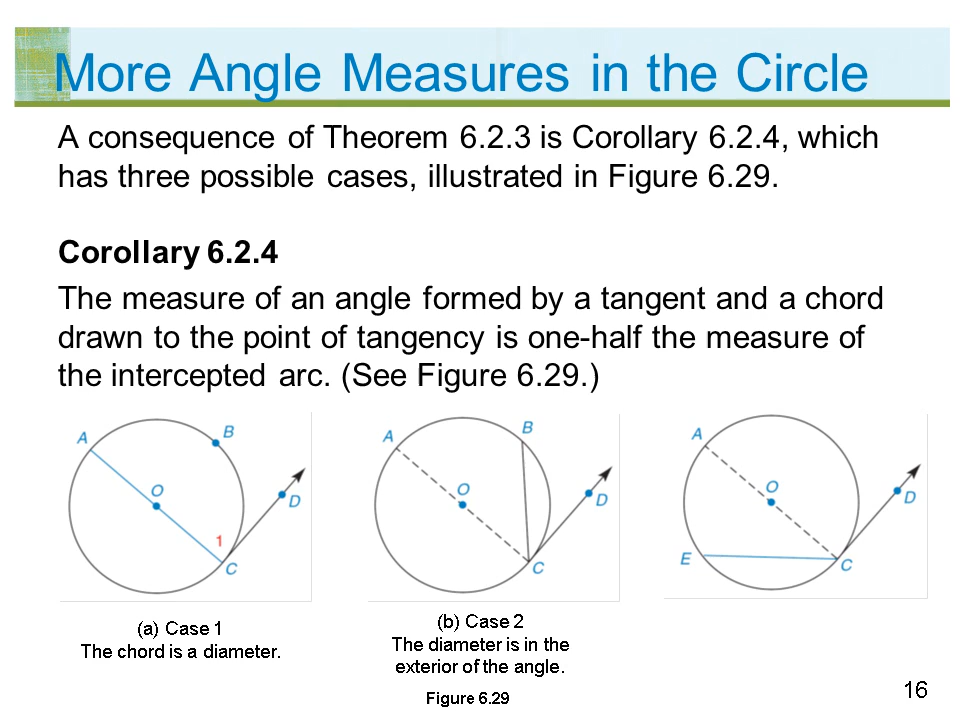 More Angle Measures in the Circle
A consequence of Theorem 6.2.3 is Corollary 6.2.4, which
has three possible cases, illustrated in Figure 6.29.
Corollary 6.2.4
The measure of an angle formed by a tangent and a chord
drawn to the point of tangency is one-half the measure of
the intercepted arc. (See Figure 6.29.)
A
B
O
D
1
C
A
B
O
D
C
A
O
D
E
C
(a) Case 1
The chord is a diameter.
(b) Case 2
The diameter is in the
exterior of the angle.
Figure 6.29
16